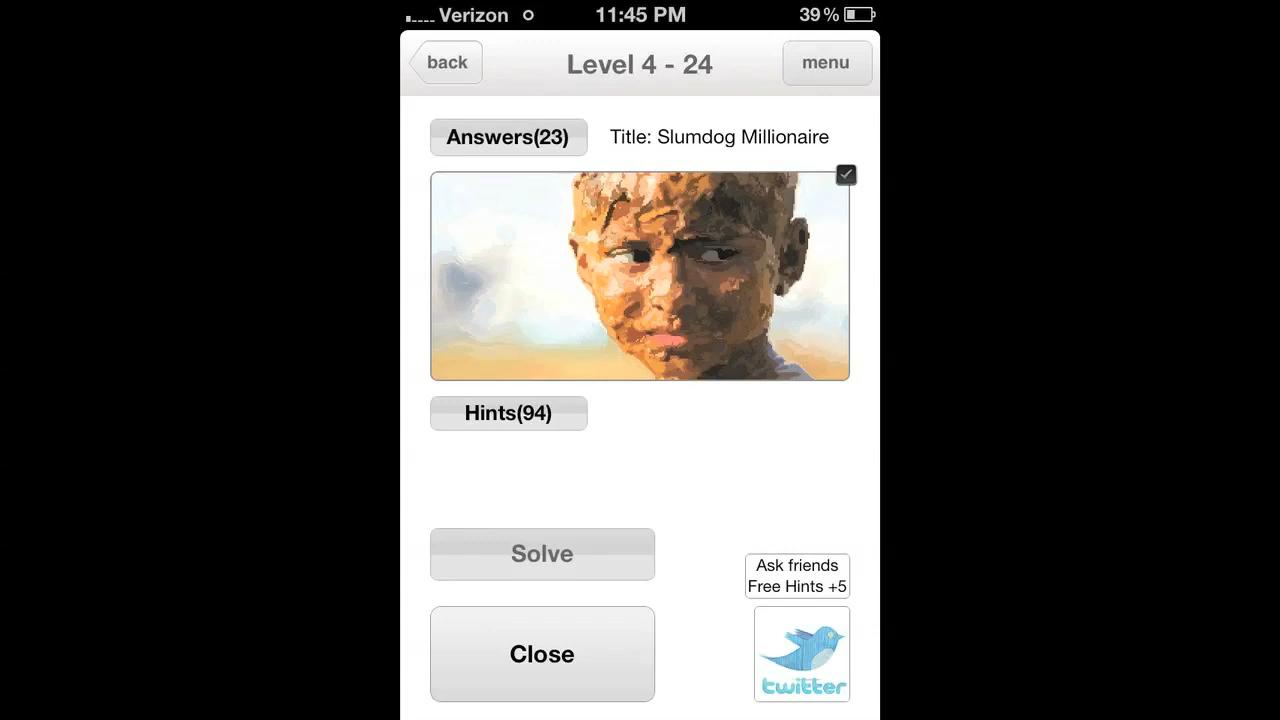 Verizon 11:45 PM 39%
back Level 4 - 24 menu
Answers(23) Title: Slumdog Millionaire
Hints(94)
Solve
Ask friends
Free Hints +5
Close
twitter